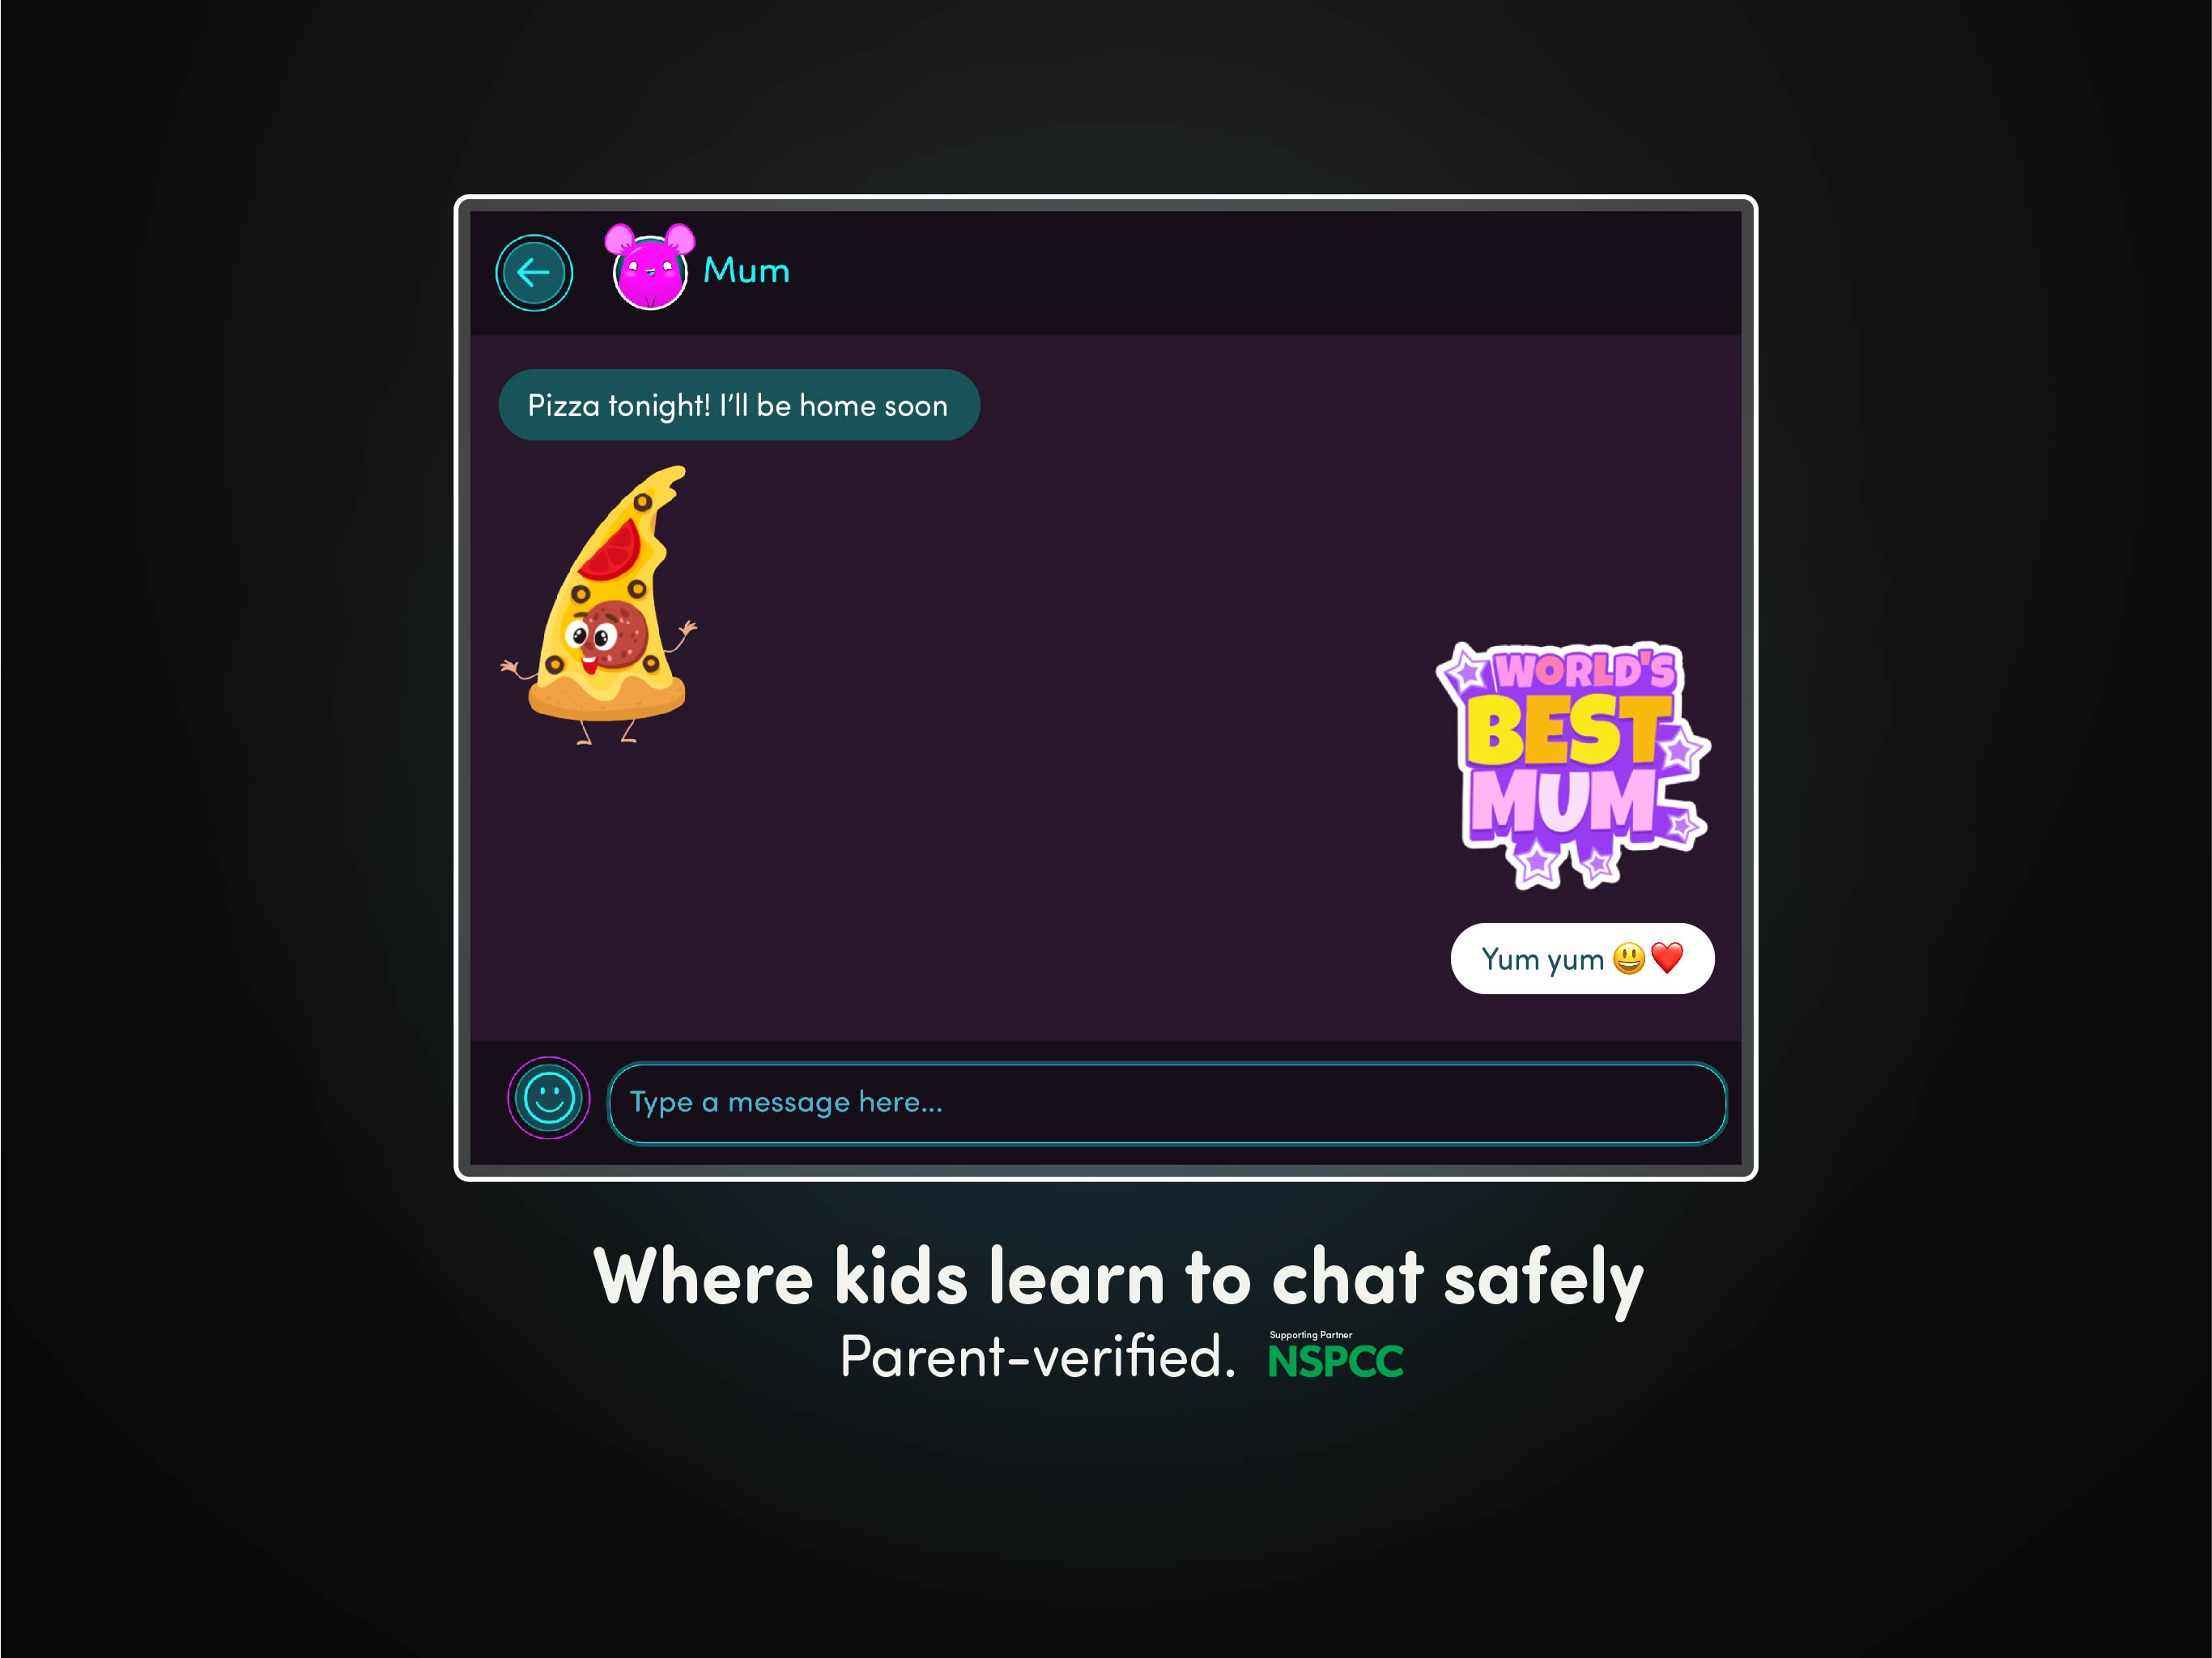 Mum
Pizza tonight! I'll be home soon
WORLD'S
BEST
MUM
Yum yum 😃❤️
Type a message here...
Where kids learn to chat safely
Parent-verified.
Supporting Partner
NSPCC